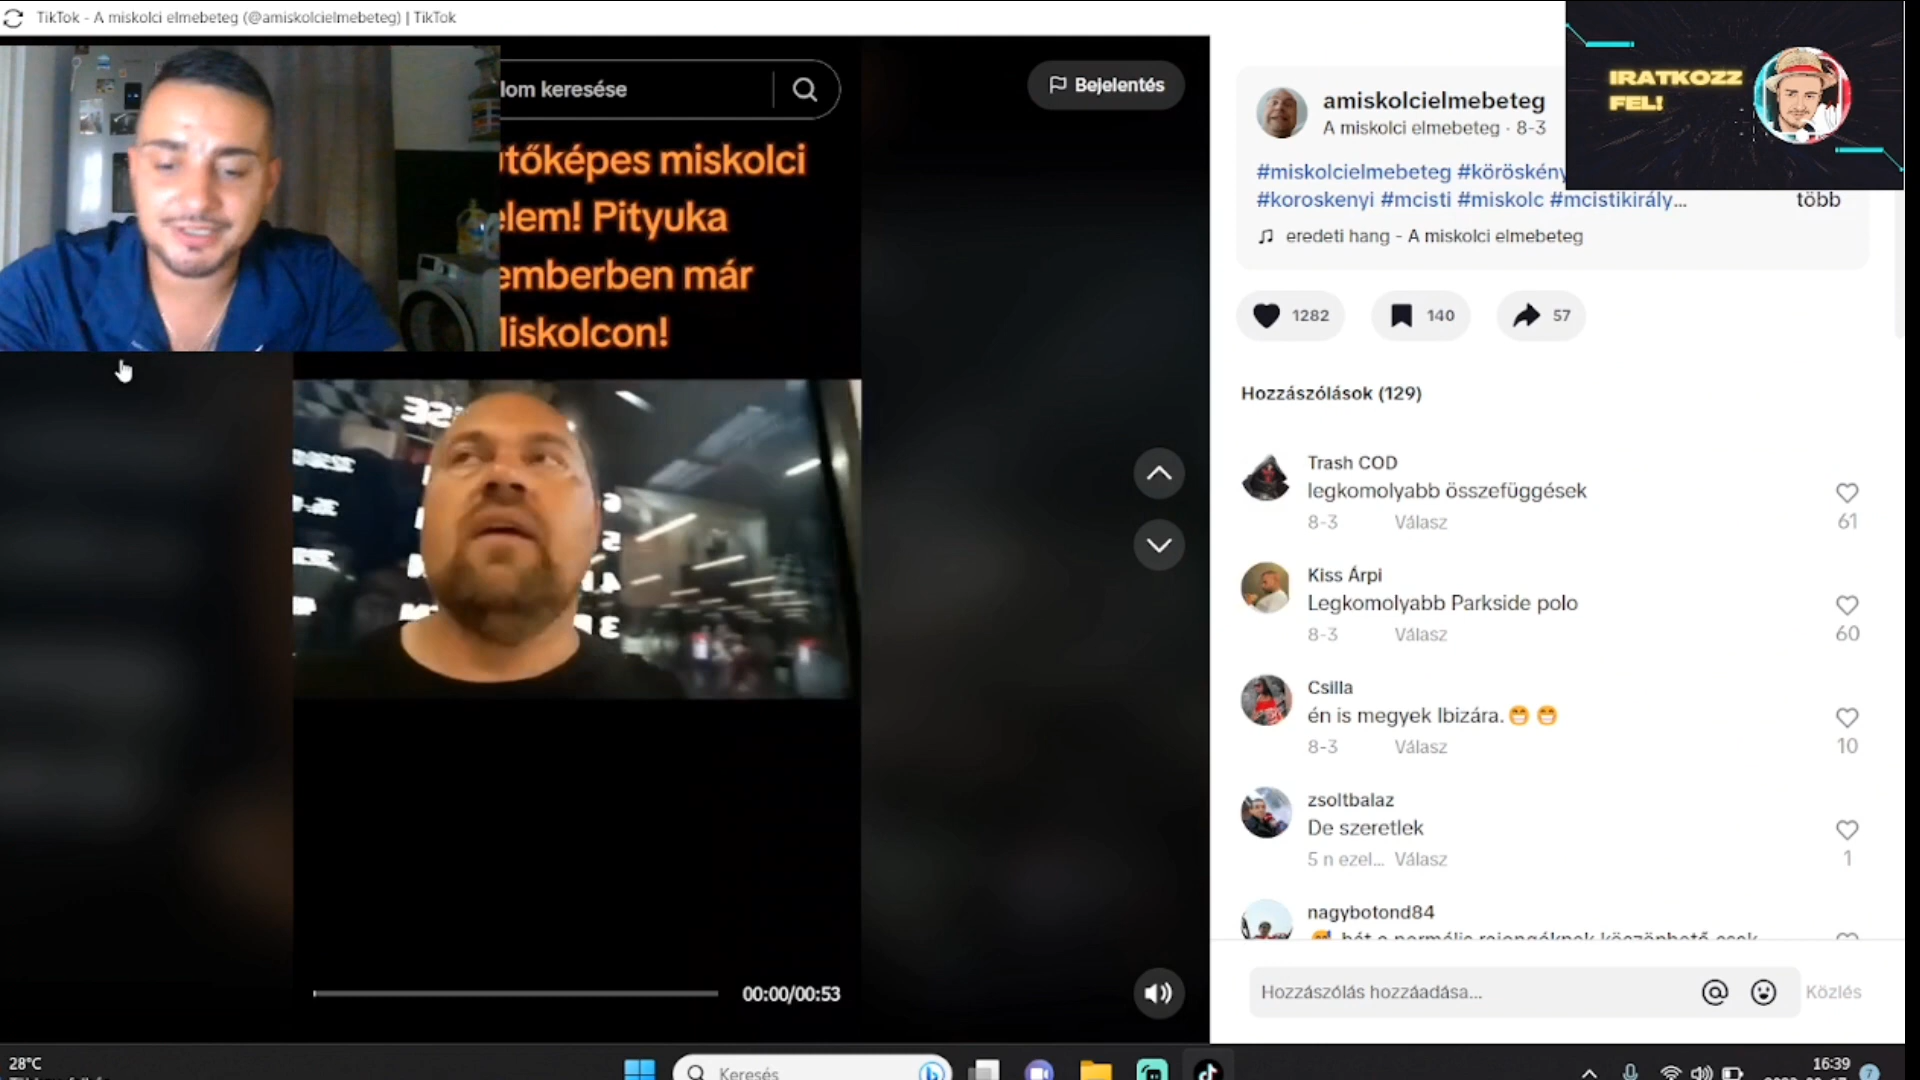 TikTok - A miskolci elmebeteg (@amiskolcielmebeteg) | TikTok
lom keresése
Bejelentés
ütőképes miskolci
elem! Pityuka
emberben már
Miskolcon!
00:00/00:53
IRATKOZZ
FEL!
amiskolcielmebeteg
A miskolci elmebeteg · 8-3
#miskolcielmebeteg #köröskény
#koroskenyi #mcisti #miskolc #mcistikirály...
több
eredeti hang - A miskolci elmebeteg
1282
140
57
Hozzászólások (129)
Trash COD
legkomolyabb összefüggések
8-3 Válasz
61
Kiss Árpi
Legkomolyabb Parkside polo
8-3 Válasz
60
Csilla
én is megyek Ibizára.😁 😁
8-3 Válasz
10
zsoltbalaz
De szeretlek
5 n ezel... Válasz
1
nagybotond84
Hozzászólás hozzáadása...
Közlés
28°C
Keresés
16:39
7